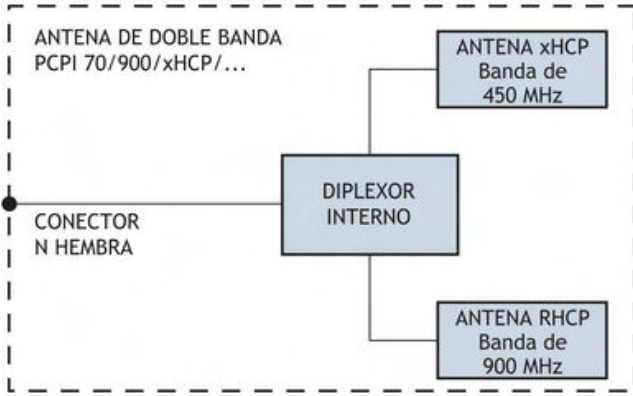 ANTENA DE DOBLE BANDA
PCPI 70/900/xHCP/...
ANTENA xHCP
Banda de
450 MHz
DIPLEXOR
INTERNO
CONECTOR
N HEMBRA
ANTENA RHCP
Banda de
900 MHz